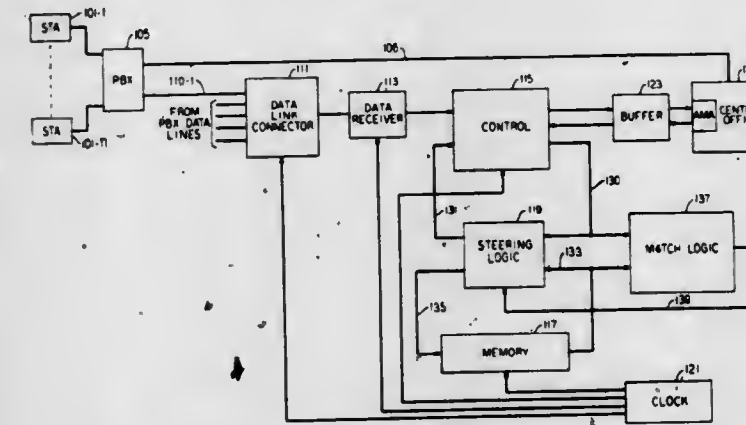 STA
101-1
105
PBX
106
110-1
111
DATA
LINK
CONNECTOR
FROM
PBX DATA
LINES
113
DATA
RECEIVER
115
CONTROL
123
BUFFER
AMA
STA
101-n
131
130
119
STEERING
LOGIC
133
137
MATCH LOGIC
139
135
117
MEMORY
121
CLOCK